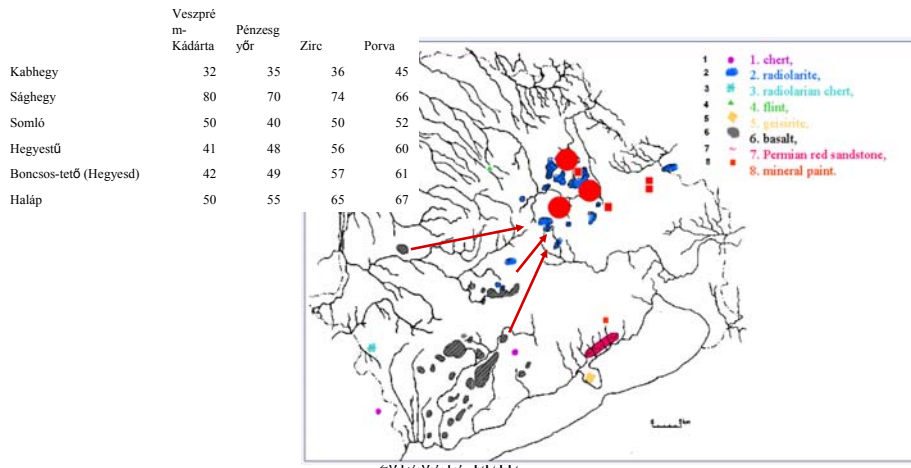 Veszpré
m-
Kádárta Pénzesg
yőr Zirc Porva
Kabhegy 32 35 36 45
Sághegy 80 70 74 66
Somló 50 40 50 52
Hegyestű 41 48 56 60
Boncsos-tető (Hegyesd) 42 49 57 61
Haláp 50 55 65 67
1 1. chert,
2 2. radiolarite,
3 3. radiolarian chert,
4 4. flint,
5 5. geisirite,
6 6. basalt,
7 7. Permian red sandstone,
8 8. mineral paint.